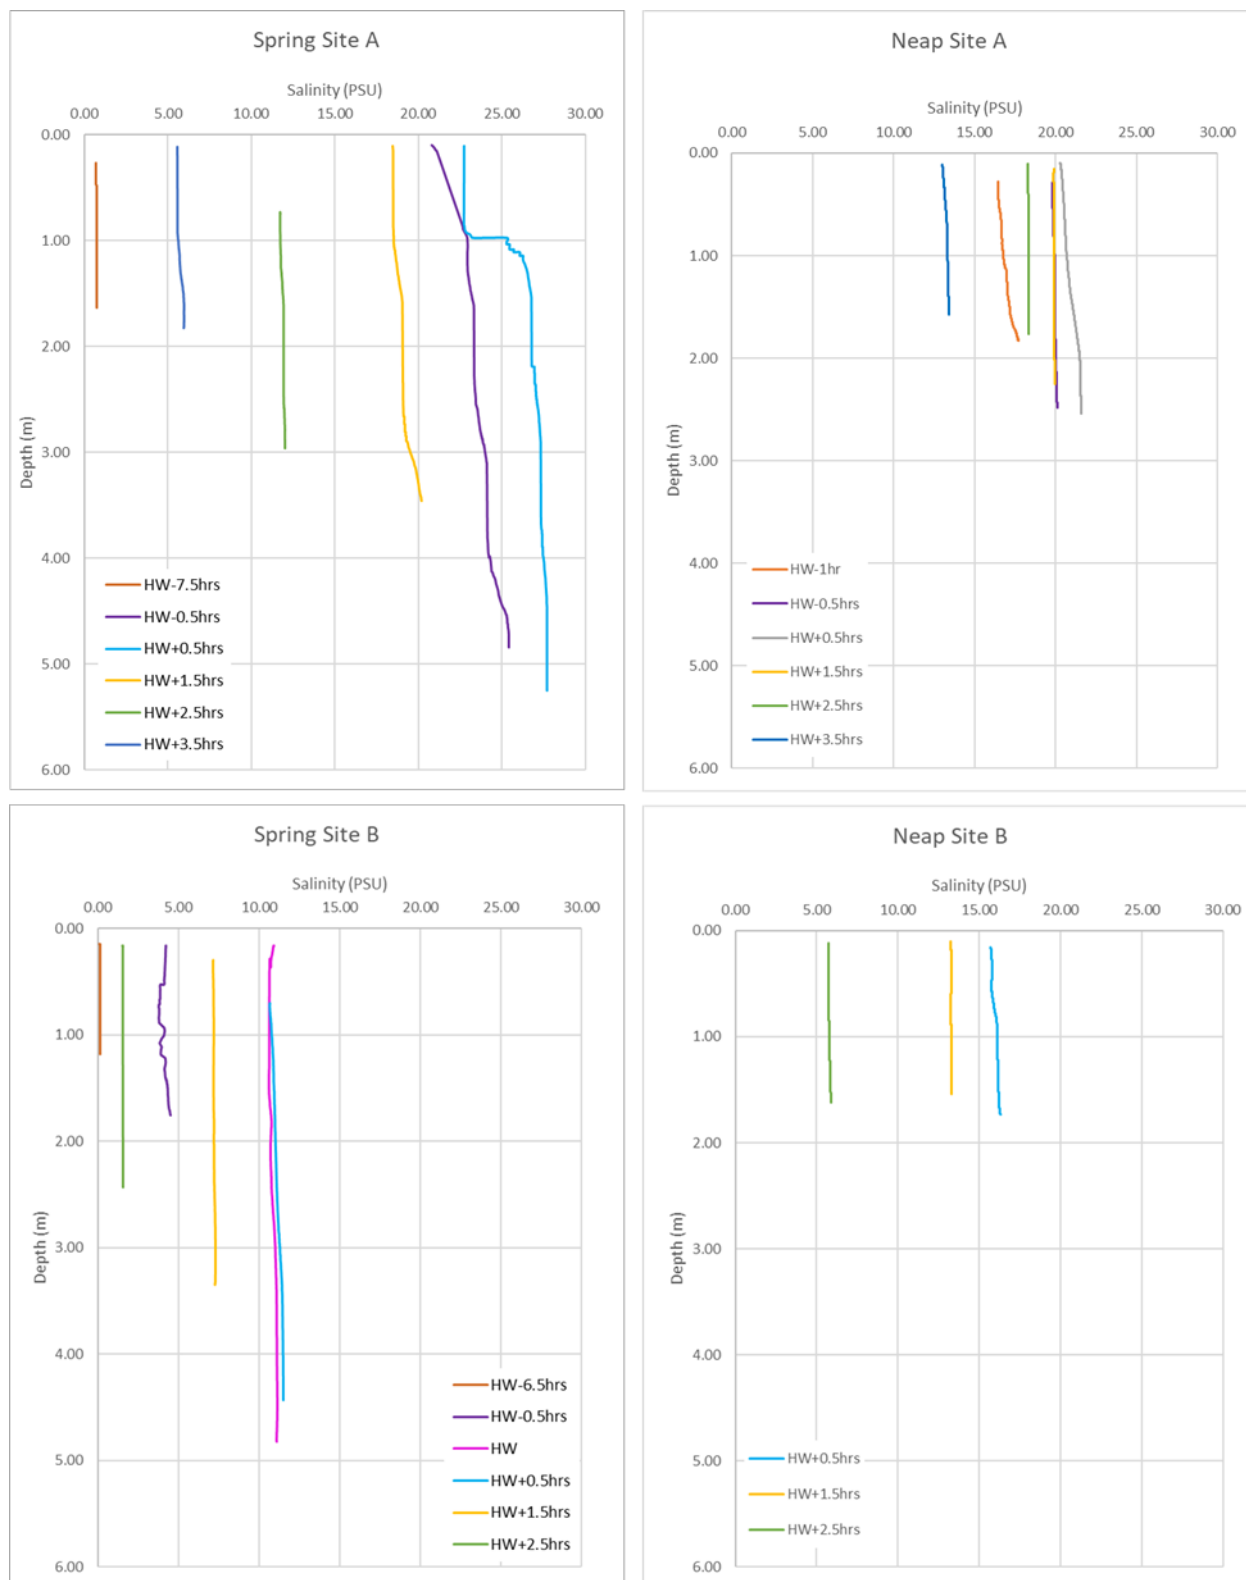 Spring Site A
Salinity (PSU)
0.00 5.00 10.00 15.00 20.00 25.00 30.00
0.00
1.00
2.00
3.00
4.00
5.00
6.00
Depth (m)
HW-7.5hrs
HW-0.5hrs
HW+0.5hrs
HW+1.5hrs
HW+2.5hrs
HW+3.5hrs
Neap Site A
Salinity (PSU)
0.00 5.00 10.00 15.00 20.00 25.00 30.00
0.00
1.00
2.00
3.00
4.00
5.00
6.00
Depth (m)
HW-1hr
HW-0.5hrs
HW+0.5hrs
HW+1.5hrs
HW+2.5hrs
HW+3.5hrs
Spring Site B
Salinity (PSU)
0.00 5.00 10.00 15.00 20.00 25.00 30.00
0.00
1.00
2.00
3.00
4.00
5.00
6.00
Depth (m)
HW-6.5hrs
HW-0.5hrs
HW
HW+0.5hrs
HW+1.5hrs
HW+2.5hrs
Neap Site B
Salinity (PSU)
0.00 5.00 10.00 15.00 20.00 25.00 30.00
0.00
1.00
2.00
3.00
4.00
5.00
6.00
Depth (m)
HW+0.5hrs
HW+1.5hrs
HW+2.5hrs